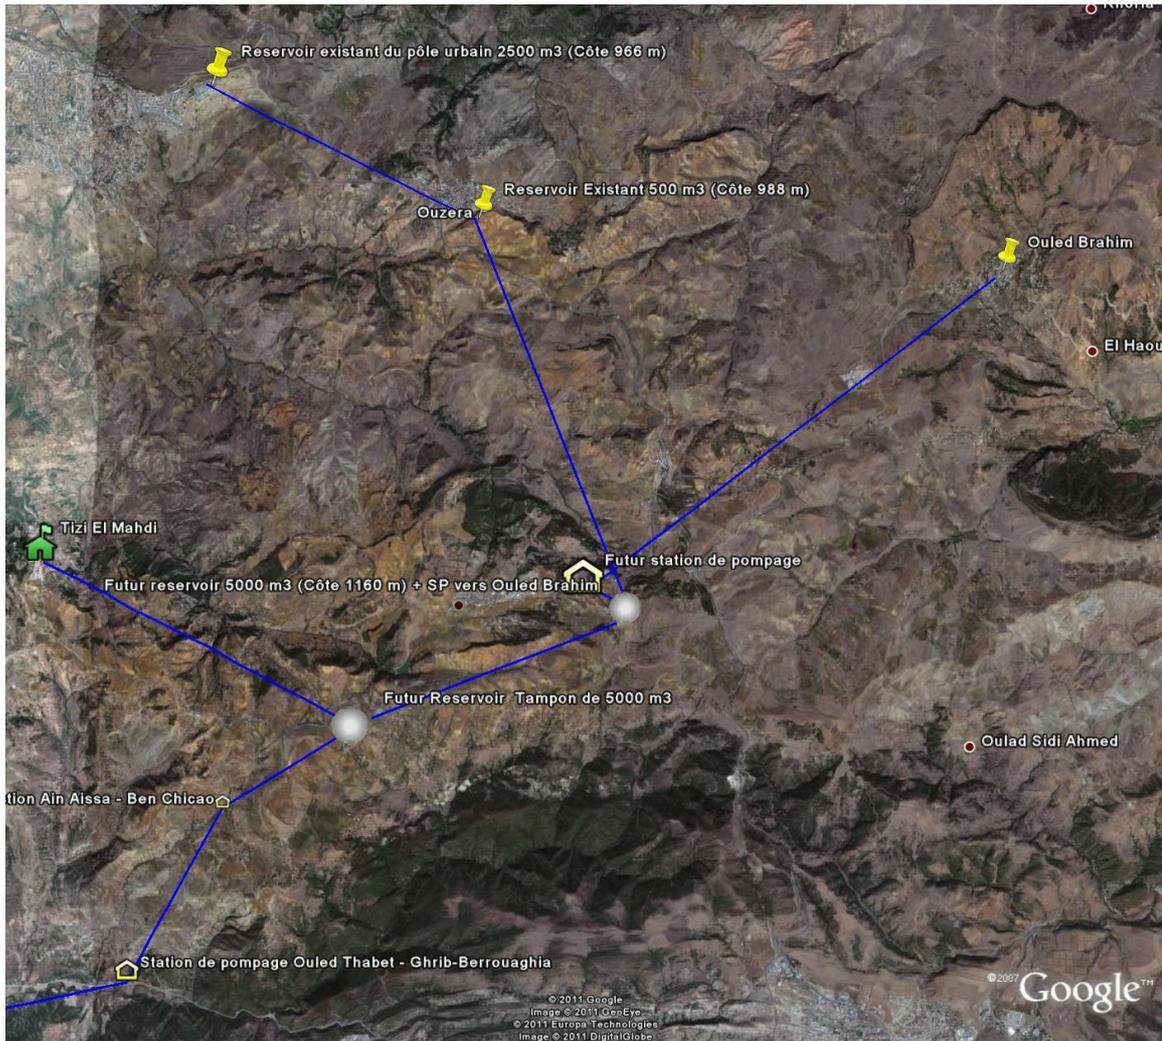 Khoria
Reservoir existant du pôle urbain 2500 m3 (Côte 966 m)
Reservoir Existant 500 m3 (Côte 988 m)
Ouzera
Ouled Brahim
El Haou
Tizi El Mahdi
Futur station de pompage
Futur reservoir 5000 m3 (Côte 1160 m) + SP vers Ouled Brahim
Futur Reservoir Tampon de 5000 m3
Oulad Sidi Ahmed
tion Ain Aissa - Ben Chicao
Station de pompage Ouled Thabet - Ghrib-Berrouaghia
©2007 Google™
© 2011 Google
Image © 2011 GeoEye
© 2011 Europa Technologies
Image © 2011 DigitalGlobe